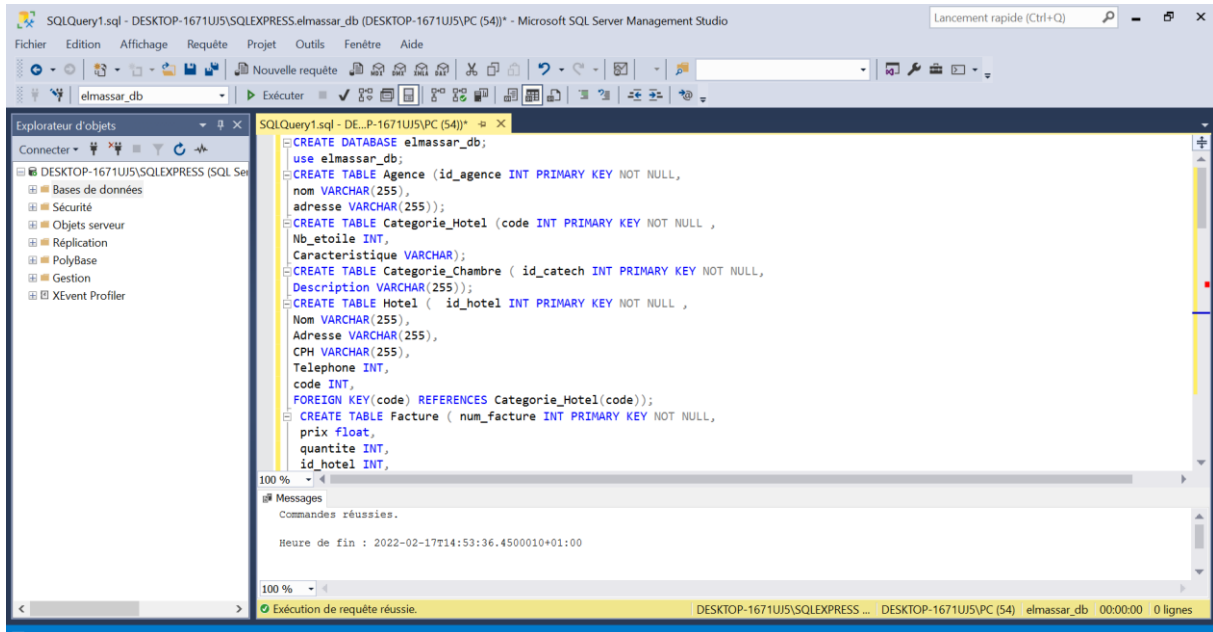 SQLQuery1.sql - DESKTOP-1671UJ5\SQLEXPRESS.elmassar_db (DESKTOP-1671UJ5\PC (54))* - Microsoft SQL Server Management Studio
Lancement rapide (Ctrl+Q)
Fichier Edition Affichage Requête Projet Outils Fenêtre Aide
Nouvelle requête
elmassar_db
Exécuter
Explorateur d'objets
Connecter
DESKTOP-1671UJ5\SQLEXPRESS (SQL Ser
Bases de données
Sécurité
Objets serveur
Réplication
PolyBase
Gestion
XEvent Profiler
SQLQuery1.sql - DE...P-1671UJ5\PC (54))*
CREATE DATABASE elmassar_db;
use elmassar_db;
CREATE TABLE Agence (id_agence INT PRIMARY KEY NOT NULL,
nom VARCHAR(255),
adresse VARCHAR(255));
CREATE TABLE Categorie_Hotel (code INT PRIMARY KEY NOT NULL ,
Nb_etoile INT,
Caracteristique VARCHAR);
CREATE TABLE Categorie_Chambre ( id_catech INT PRIMARY KEY NOT NULL,
Description VARCHAR(255));
CREATE TABLE Hotel (  id_hotel INT PRIMARY KEY NOT NULL ,
Nom VARCHAR(255),
Adresse VARCHAR(255),
CPH VARCHAR(255),
Telephone INT,
code INT,
FOREIGN KEY(code) REFERENCES Categorie_Hotel(code));
CREATE TABLE Facture ( num_facture INT PRIMARY KEY NOT NULL,
prix float,
quantite INT,
id_hotel INT,
100 %
Messages
Commandes réussies.
Heure de fin : 2022-02-17T14:53:36.4500010+01:00
100 %
Exécution de requête réussie.
DESKTOP-1671UJ5\SQLEXPRESS ... DESKTOP-1671UJ5\PC (54) elmassar_db 00:00:00 0 lignes